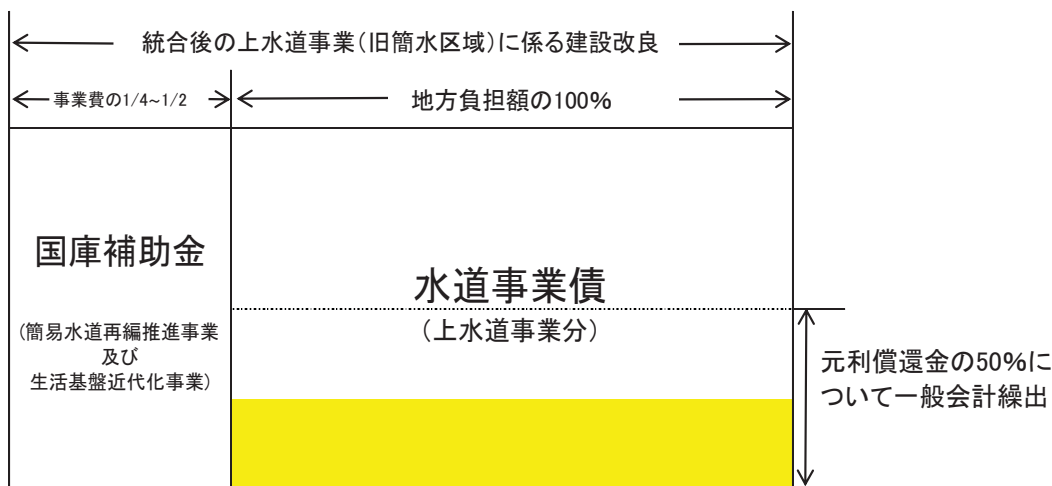 統合後の上水道事業(旧簡水区域)に係る建設改良
事業費の1/4~1/2
地方負担額の100%
国庫補助金
(簡易水道再編推進事業
及び
生活基盤近代化事業)
水道事業債
(上水道事業分)
元利償還金の50%に
ついて一般会計繰出